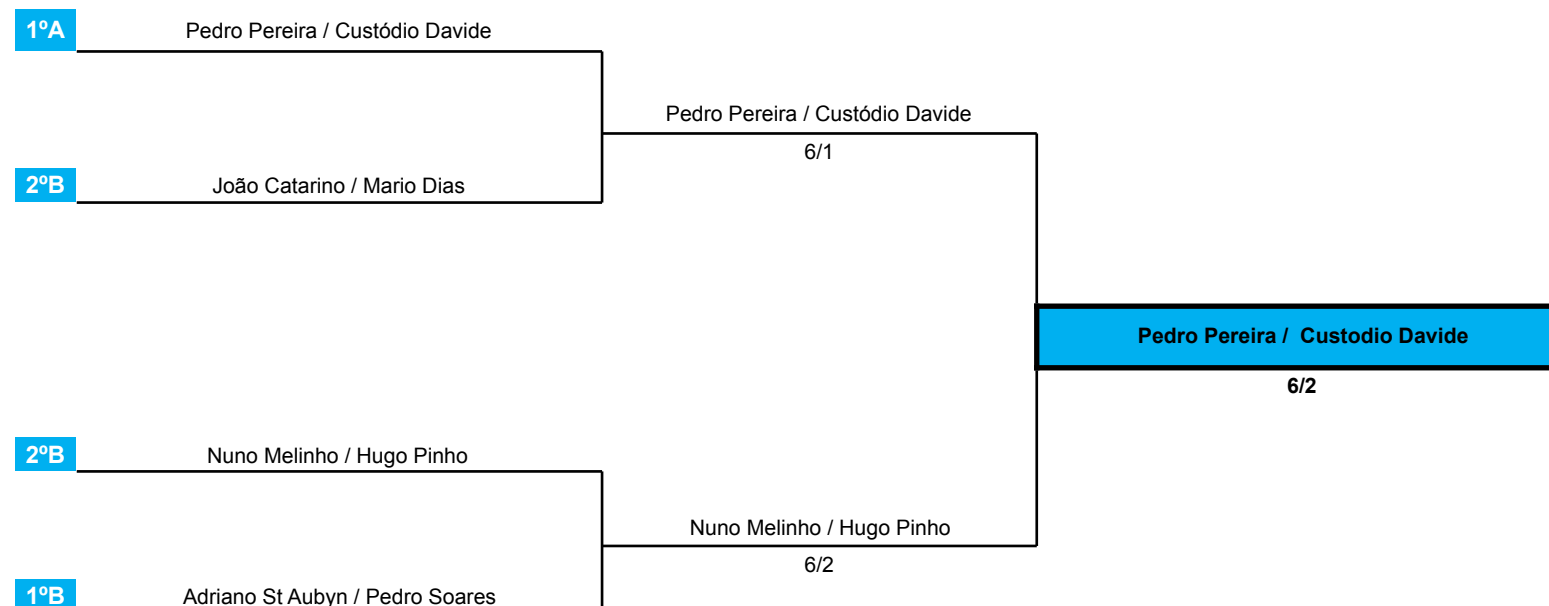 1ºA Pedro Pereira / Custódio Davide
Pedro Pereira / Custódio Davide
6/1
2ºB João Catarino / Mario Dias
Pedro Pereira /  Custodio Davide
6/2
2ºB Nuno Melinho / Hugo Pinho
Nuno Melinho / Hugo Pinho
6/2
1ºB Adriano St Aubyn / Pedro Soares